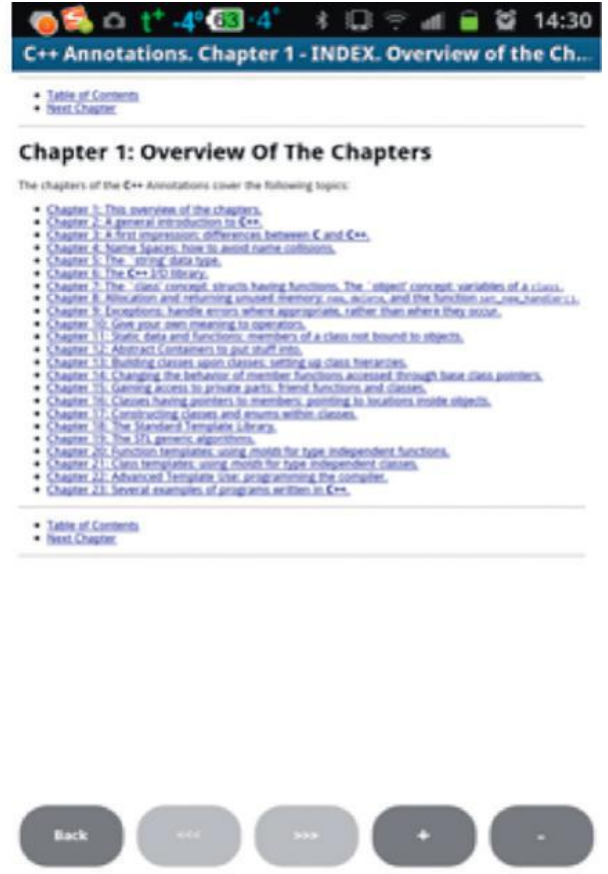 t+ -4° 63 -4° 14:30
C++ Annotations. Chapter 1 - INDEX. Overview of the Ch...
Table of Contents
Next Chapter
Chapter 1: Overview Of The Chapters
The chapters of the C++ Annotations cover the following topics:
Chapter 1: This overview of the chapters.
Chapter 2: A general introduction to C++.
Chapter 3: A first impression: differences between C and C++.
Chapter 4: Name Spaces: how to avoid name collisions.
Chapter 5: The `string' data type.
Chapter 6: The C++ I/O library.
Chapter 7: The `class' concept: structs having functions. The `object' concept: variables of a class.
Chapter 8: Allocation and returning unused memory: new, delete, and the function set_new_handler().
Chapter 9: Exceptions: handle errors where appropriate, rather than where they occur.
Chapter 10: Give your own meaning to operators.
Chapter 11: Static data and functions: members of a class not bound to objects.
Chapter 12: Abstract Containers to put stuff into.
Chapter 13: Building classes upon classes: setting up class hierarcies.
Chapter 14: Changing the behavior of member functions accessed through base class pointers.
Chapter 15: Gaining access to private parts: friend functions and classes.
Chapter 16: Classes having pointers to members: pointing to locations inside objects.
Chapter 17: Constructing classes and enums within classes.
Chapter 18: The Standard Template Library.
Chapter 19: The STL generic algorithms.
Chapter 20: Function templates: using molds for type independent functions.
Chapter 21: Class templates: using molds for type independent classes.
Chapter 22: Advanced Template Use: programming the compiler.
Chapter 23: Several examples of programs written in C++.
Table of Contents
Next Chapter
Back <<< >>> + -